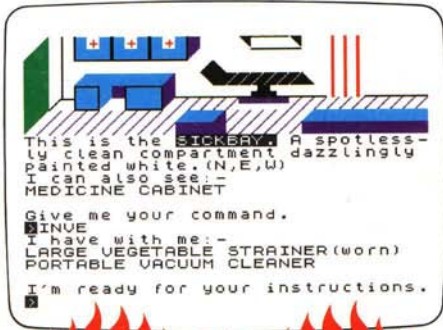 This is the SICKBAY. A spotless-
ly clean compartment dazzlingly
painted white.(N,E,W)
I can also see:-
MEDICINE CABINET
Give me your command.
>INVE
I have with me:-
LARGE VEGETABLE STRAINER(worn)
PORTABLE VACUUM CLEANER
I'm ready for your instructions.
>